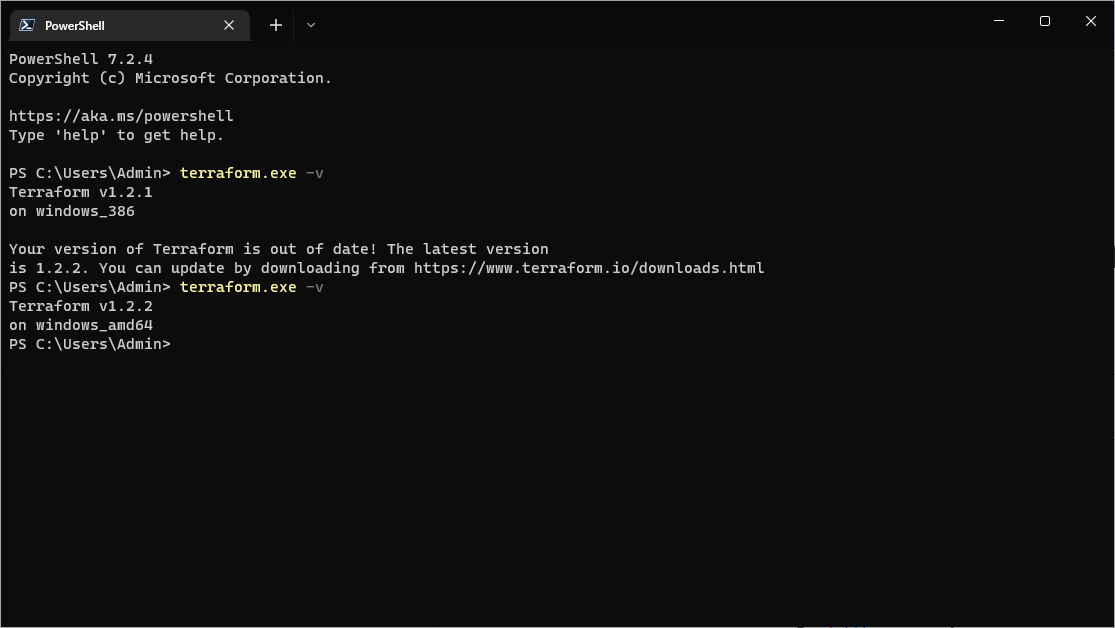 PowerShell
PowerShell 7.2.4
Copyright (c) Microsoft Corporation.
https://aka.ms/powershell
Type 'help' to get help.
PS C:\Users\Admin> terraform.exe -v
Terraform v1.2.1
on windows_386
Your version of Terraform is out of date! The latest version
is 1.2.2. You can update by downloading from https://www.terraform.io/downloads.html
PS C:\Users\Admin> terraform.exe -v
Terraform v1.2.2
on windows_amd64
PS C:\Users\Admin>